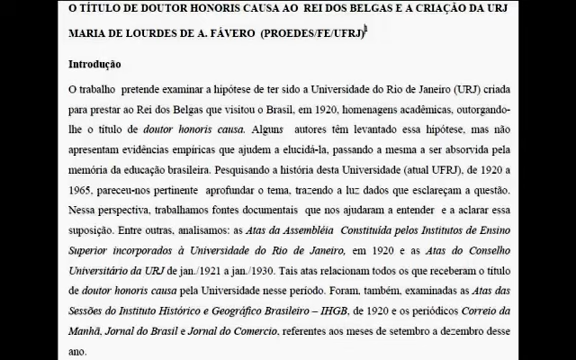 O TÍTULO DE DOUTOR HONORIS CAUSA AO REI DOS BELGAS E A CRIAÇÃO DA URJ
MARIA DE LOURDES DE A. FÁVERO (PROEDES/FE/UFRJ)¹
Introdução
O trabalho pretende examinar a hipótese de ter sido a Universidade do Rio de Janeiro (URJ) criada
para prestar ao Rei dos Belgas que visitou o Brasil, em 1920, homenagens acadêmicas, outorgando-
lhe o título de doutor honoris causa. Alguns autores têm levantado essa hipótese, mas não
apresentam evidências empíricas que ajudem a elucidá-la, passando a mesma a ser absorvida pela
memória da educação brasileira. Pesquisando a história desta Universidade (atual UFRJ), de 1920 a
1965, pareceu-nos pertinente aprofundar o tema, trazendo a luz dados que esclareçam a questão.
Nessa perspectiva, trabalhamos fontes documentais que nos ajudaram a entender e a aclarar essa
suposição. Entre outras, analisamos: as Atas da Assembléia Constituída pelos Institutos de Ensino
Superior incorporados à Universidade do Rio de Janeiro, em 1920 e as Atas do Conselho
Universitário da URJ de jan./1921 a jan./1930. Tais atas relacionam todos os que receberam o título
de doutor honoris causa pela Universidade nesse período. Foram, também, examinadas as Atas das
Sessões do Instituto Histórico e Geográfico Brasileiro – IHGB, de 1920 e os periódicos Correio da
Manhã, Jornal do Brasil e Jornal do Comercio, referentes aos meses de setembro a dezembro desse
ano.